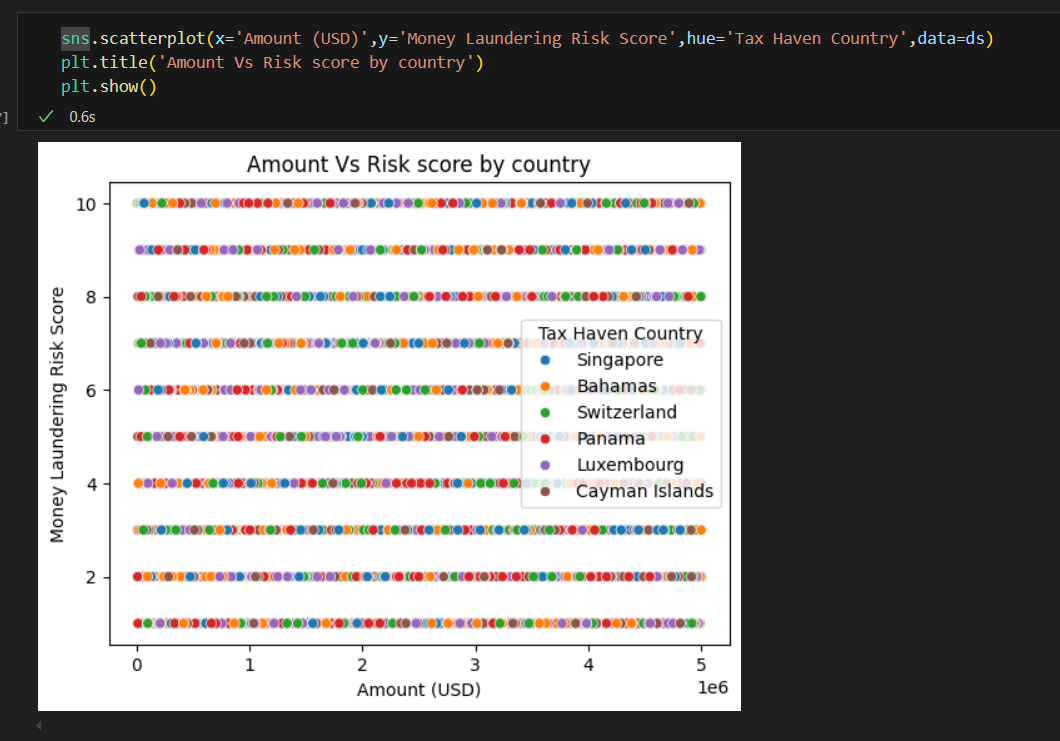 sns.scatterplot(x='Amount (USD)',y='Money Laundering Risk Score',hue='Tax Haven Country',data=ds)
plt.title('Amount Vs Risk score by country')
plt.show()
0.6s
Amount Vs Risk score by country
Money Laundering Risk Score
10
8
6
4
2
Tax Haven Country
Singapore
Bahamas
Switzerland
Panama
Luxembourg
Cayman Islands
0 1 2 3 4 5
1e6
Amount (USD)